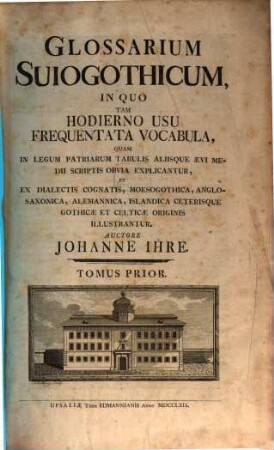 GLOSSARIUM
SUIOGOTHICUM,
IN QUO
TAM
HODIERNO USU
FREQUENTATA VOCABULA,
QUAM
IN LEGUM PATRIARUM TABULIS ALIISQUE ÆVI ME-
DII SCRIPTIS OBVIA EXPLICANTUR,
ET
EX DIALECTIS COGNATIS, MOESOGOTHICA, ANGLO-
SAXONICA, ALEMANNICA, ISLANDICA CETERISQUE
GOTHICÆ ET CELTICÆ ORIGINIS
ILLUSTRANTUR.
AUCTORE
JOHANNE IHRE.
TOMUS PRIOR.
UPSALIÆ Typis EDMANNIANIS Anno MDCCLXIX.